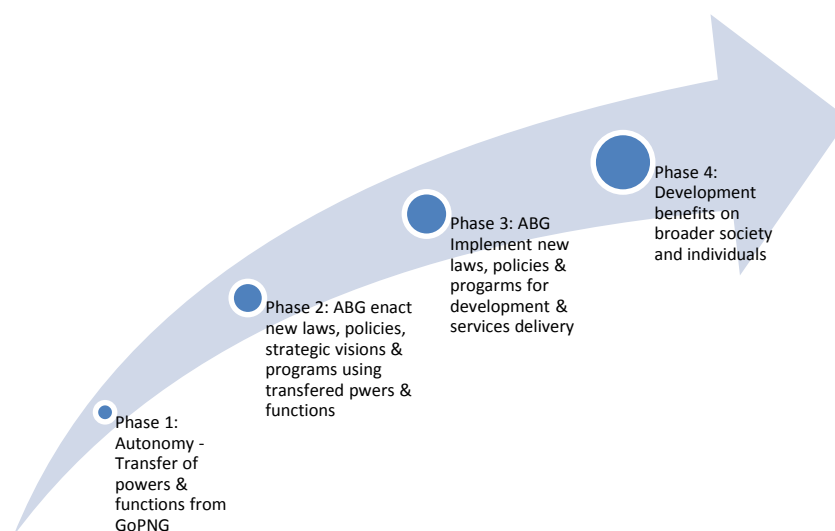 Phase 1:
Autonomy -
Transfer of
powers &
functions from
GoPNG
Phase 2: ABG enact
new laws, policies,
strategic visions &
programs using
transfered pwers &
functions
Phase 3: ABG
Implement new
laws, policies &
progarms for
development &
services delivery
Phase 4:
Development
benefits on
broader society
and individuals